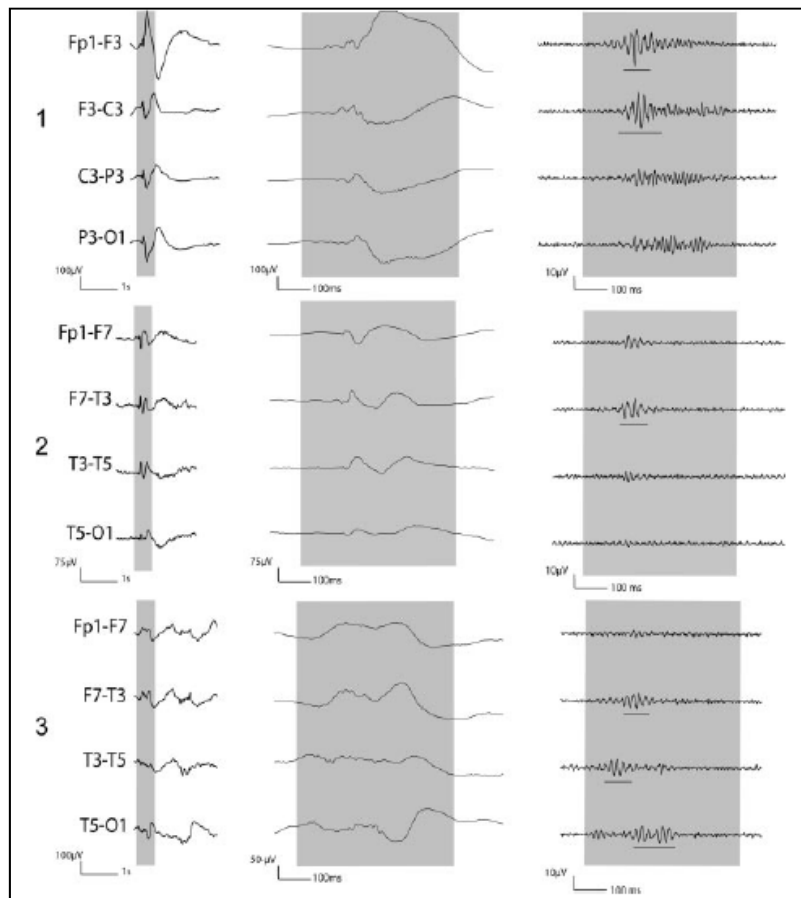 Fp1-F3
1
F3-C3
C3-P3
P3-O1
100µV
1s
100µV
100ms
10µV
100 ms
Fp1-F7
F7-T3
2
T3-T5
T5-O1
75µV
1s
75µV
100ms
10µV
100 ms
Fp1-F7
F7-T3
3
T3-T5
T5-O1
100µV
1s
50-µV
100ms
10µV
100 ms